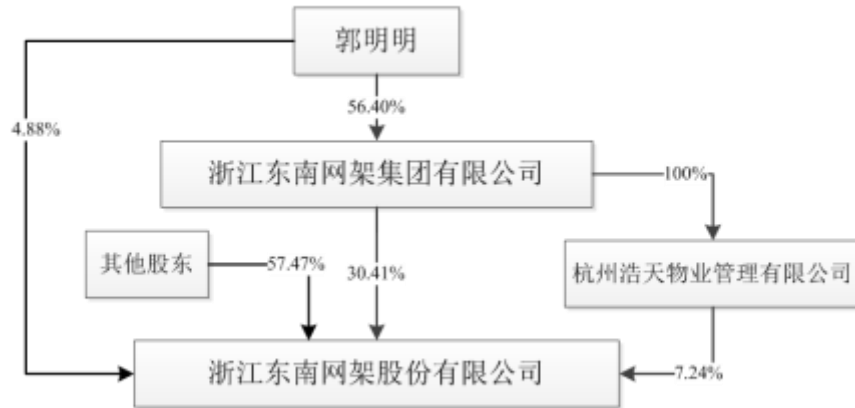 郭明明
56.40%
4.88%
浙江东南网架集团有限公司
100%
其他股东
57.47%
30.41%
杭州浩天物业管理有限公司
浙江东南网架股份有限公司
7.24%